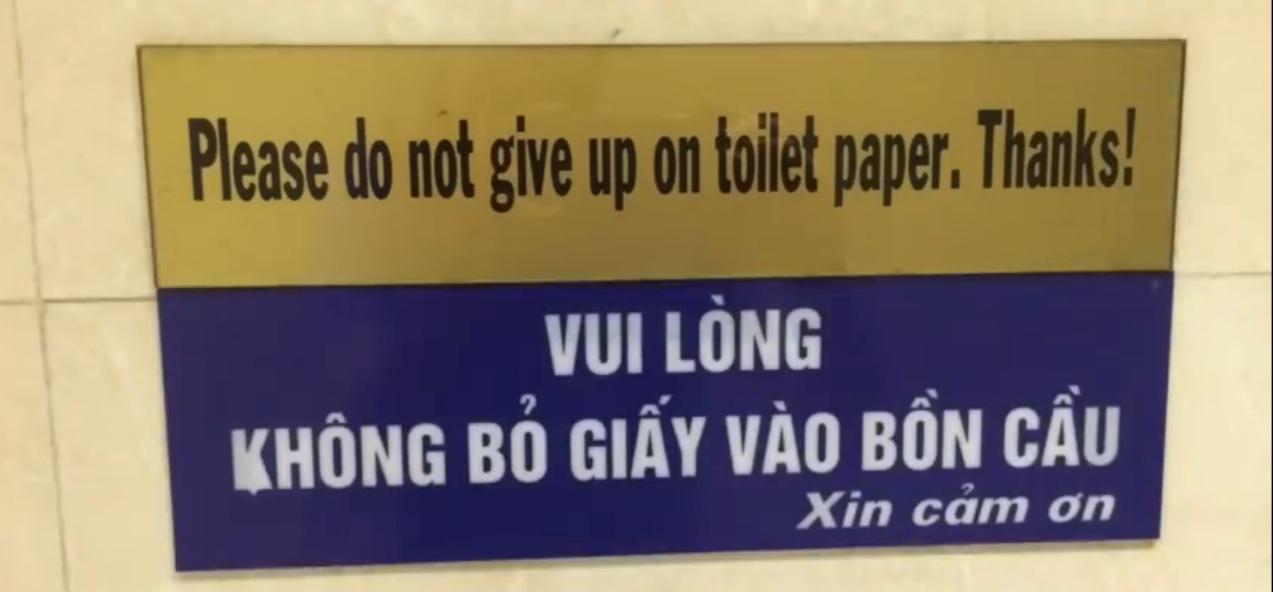 Please do not give up on toilet paper. Thanks!
VUI LÒNG
KHÔNG BỎ GIẤY VÀO BỒN CẦU
Xin cảm ơn